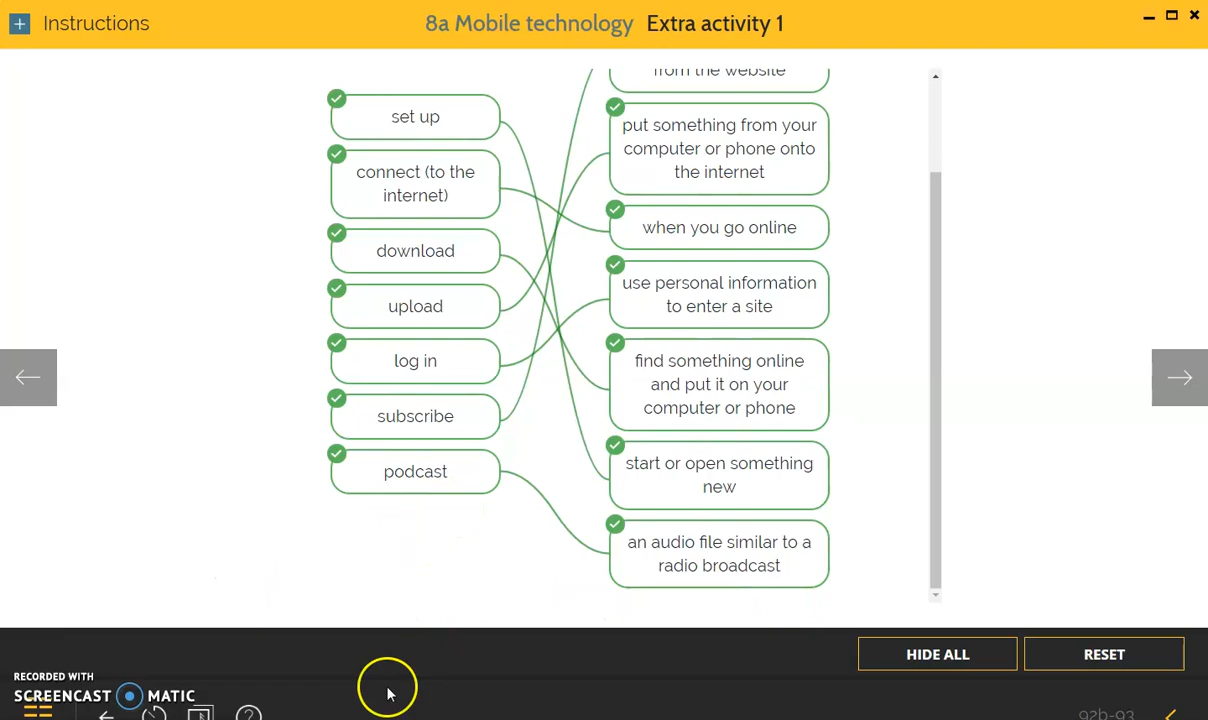 Instructions
8a Mobile technology Extra activity 1
from the website
set up
connect (to the
internet)
download
upload
log in
subscribe
podcast
put something from your
computer or phone onto
the internet
when you go online
use personal information
to enter a site
find something online
and put it on your
computer or phone
start or open something
new
an audio file similar to a
radio broadcast
HIDE ALL
RESET
RECORDED WITH
SCREENCAST MATIC
92b-93